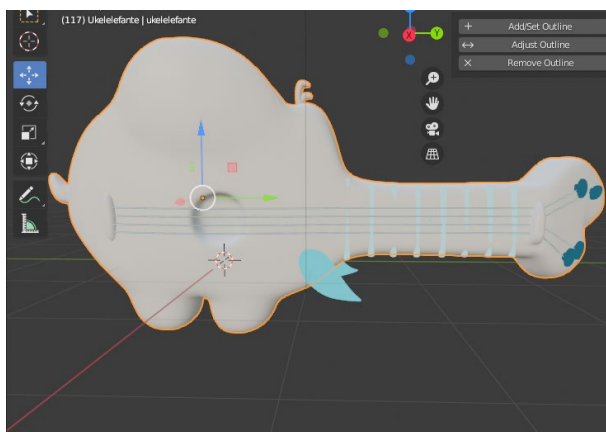 (117) Ukelelefante | ukelelefante
X
Y
Add/Set Outline
Adjust Outline
Remove Outline